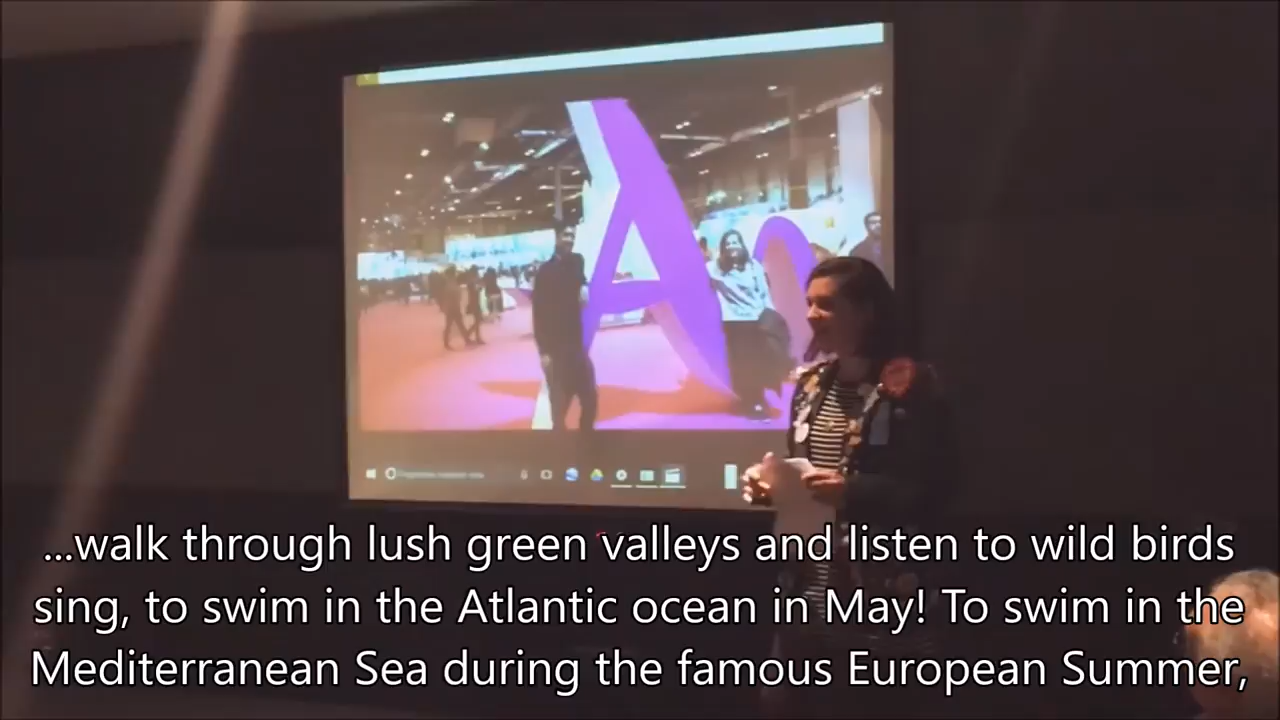 A
...walk through lush green valleys and listen to wild birds
sing, to swim in the Atlantic ocean in May! To swim in the
Mediterranean Sea during the famous European Summer,